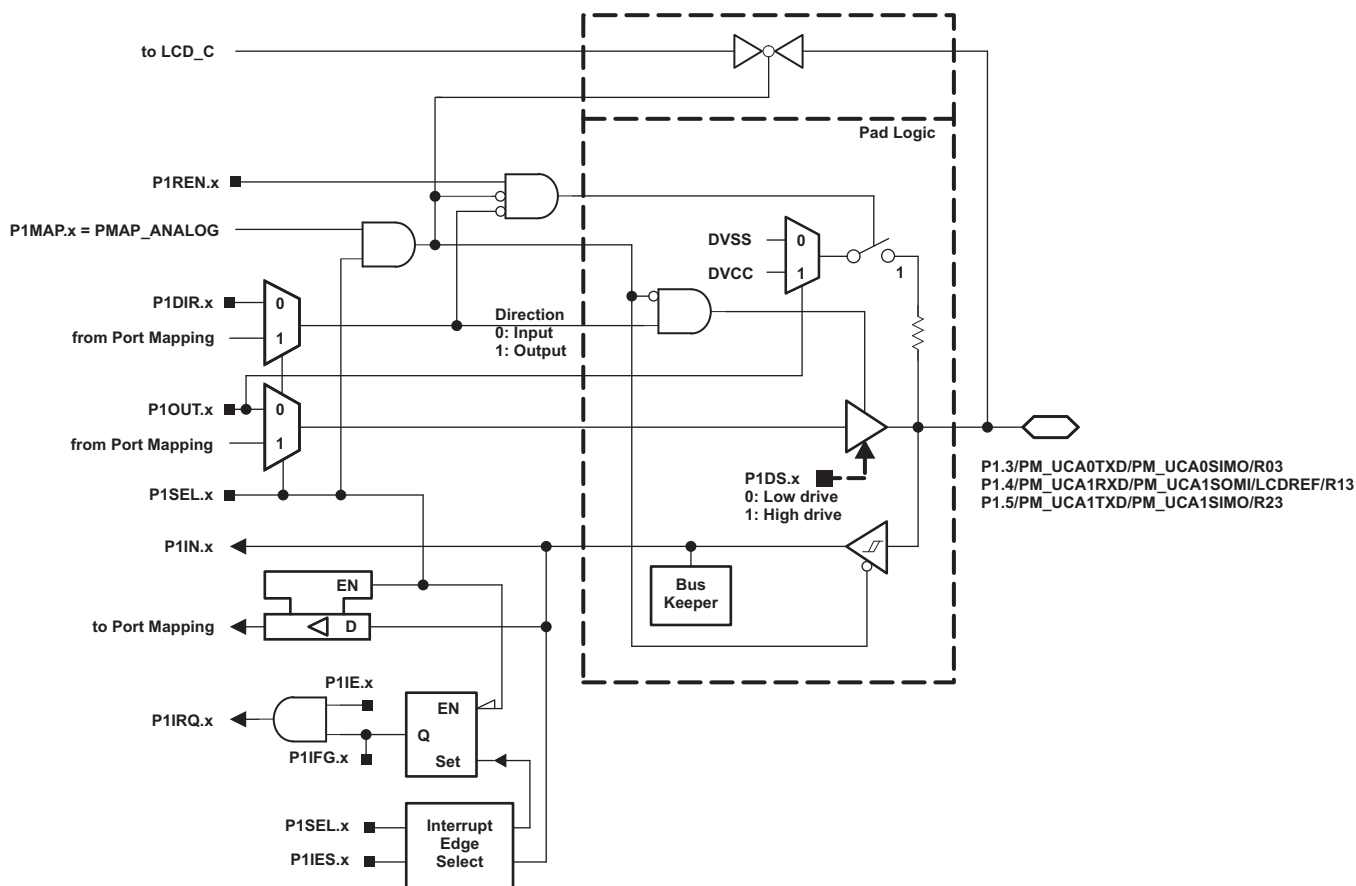 to LCD_C
Pad Logic
P1REN.x
P1MAP.x = PMAP_ANALOG
DVSS
0
DVCC
1
1
P1DIR.x
0
from Port Mapping
1
Direction
0: Input
1: Output
P1OUT.x
0
from Port Mapping
1
P1SEL.x
P1DS.x
0: Low drive
1: High drive
P1.3/PM_UCA0TXD/PM_UCA0SIMO/R03
P1.4/PM_UCA1RXD/PM_UCA1SOMI/LCDREF/R13
P1.5/PM_UCA1TXD/PM_UCA1SIMO/R23
P1IN.x
Bus
Keeper
EN
to Port Mapping
D
P1IE.x
P1IRQ.x
EN
Q
P1IFG.x
Set
P1SEL.x
P1IES.x
Interrupt
Edge
Select